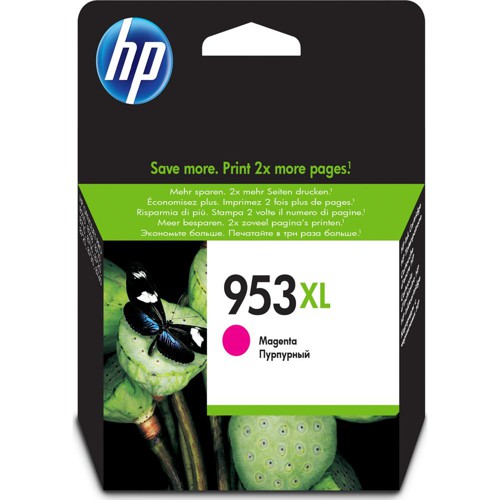 hp
Save more. Print 2x more pages.¹
Mehr sparen. 2x mehr Seiten drucken.¹
Économisez plus. Imprimez 2 fois plus de pages.¹
Risparmia di più. Stampa 2 volte il numero di pagine.¹
Meer besparen. 2x zoveel pagina's printen.¹
Экономьте больше. Печатайте в три раза больше.¹
953XL
Magenta
Пурпурный